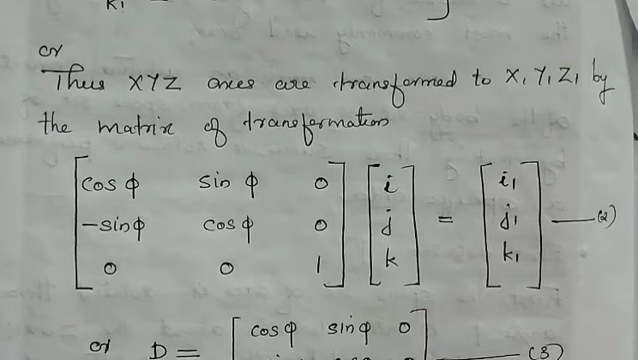 k₁
or
Thus XYZ axes are transformed to X₁ Y₁ Z₁ by
the matrix of transformation
[cos φ sin φ 0] [i] = [i₁]
[-sin φ cos φ 0] [j] = [j₁] —(2)
[0 0 1] [k] = [k₁]
or D = [cos φ sin φ 0] —(3)